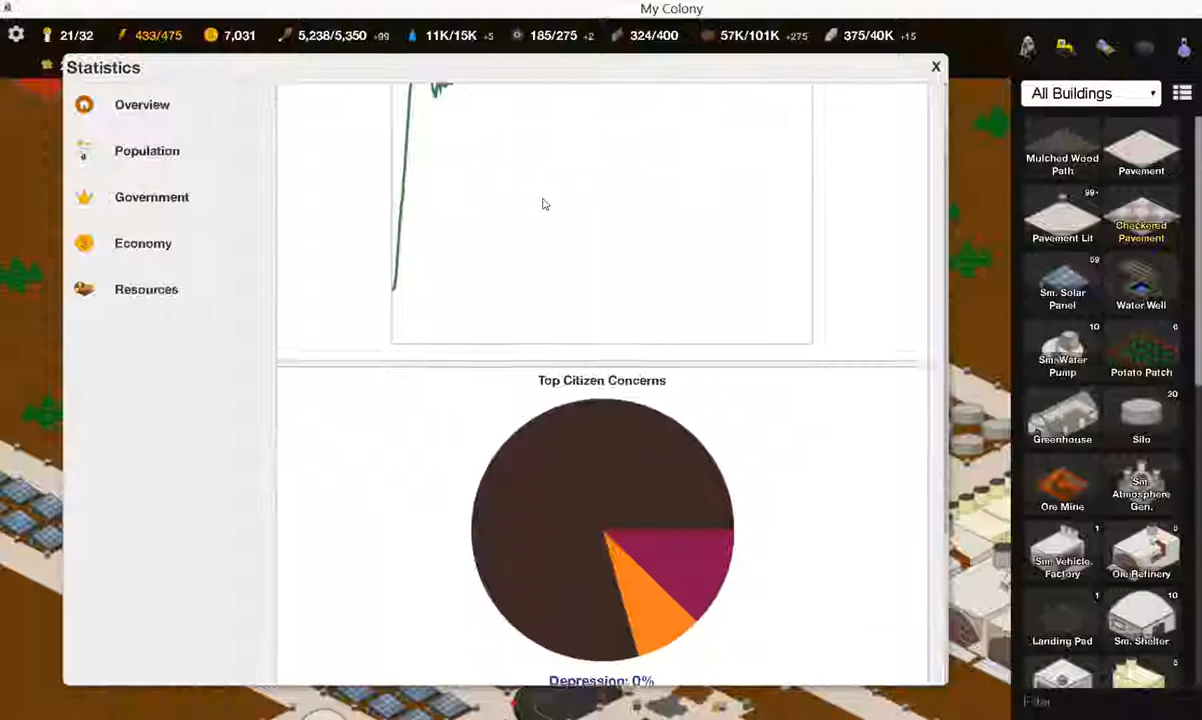 My Colony
21/32 433/475 7,031 5,238/5,350 +99 11K/15K +5 185/275 +2 324/400 57K/101K +275 375/40K +15
Statistics
X
Overview
Population
Government
Economy
Resources
Top Citizen Concerns
Depression: 0%
All Buildings
Mulched Wood Path
Pavement
99+
Pavement Lit
Checkered Pavement
59
Sm. Solar Panel
Water Well
10
Sm. Water Pump
6
Potato Patch
Greenhouse
20
Silo
Ore Mine
Sm. Atmosphere Gen.
1
Sm. Vehicle. Factory
5
Ore Refinery
1
Landing Pad
10
Sm. Shelter
5
Filter